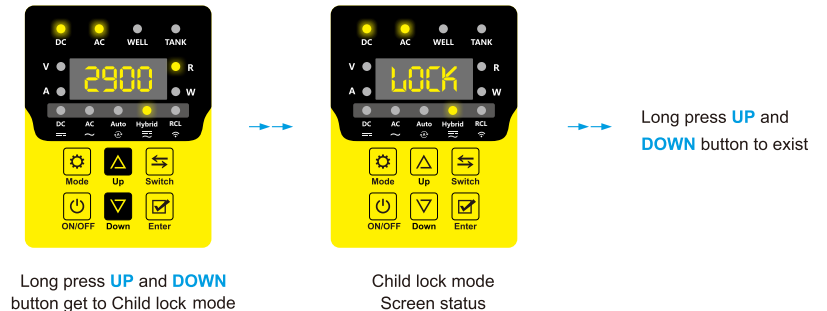 DC AC WELL TANK
V 2900 R
A W
DC AC Auto Hybrid RCL
Mode Up Switch
ON/OFF Down Enter
Long press UP and DOWN
button get to Child lock mode
DC AC WELL TANK
V LOCK R
A W
DC AC Auto Hybrid RCL
Mode Up Switch
ON/OFF Down Enter
Child lock mode
Screen status
Long press UP and
DOWN button to exist